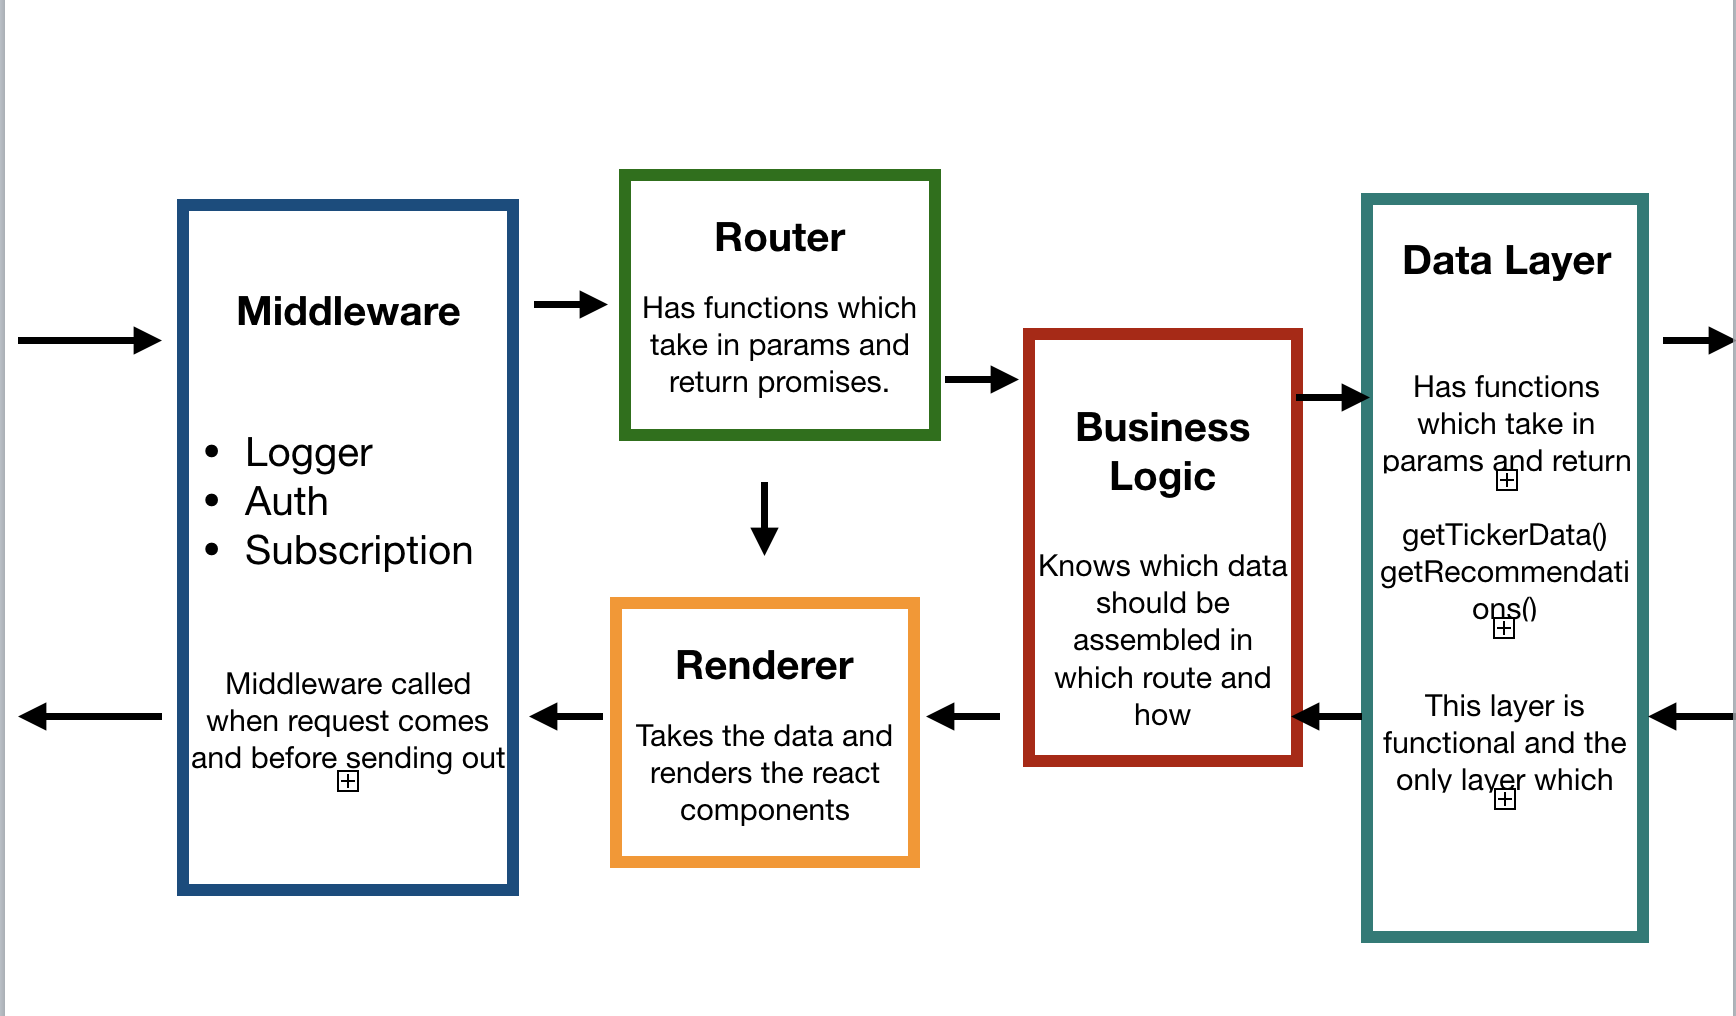 Middleware
• Logger
• Auth
• Subscription
Middleware called
when request comes
and before sending out
Router
Has functions which
take in params and
return promises.
Renderer
Takes the data and
renders the react
components
Business
Logic
Knows which data
should be
assembled in
which route and
how
Data Layer
Has functions
which take in
params and return
getTickerData()
getRecommendati
ons()
This layer is
functional and the
only layer which